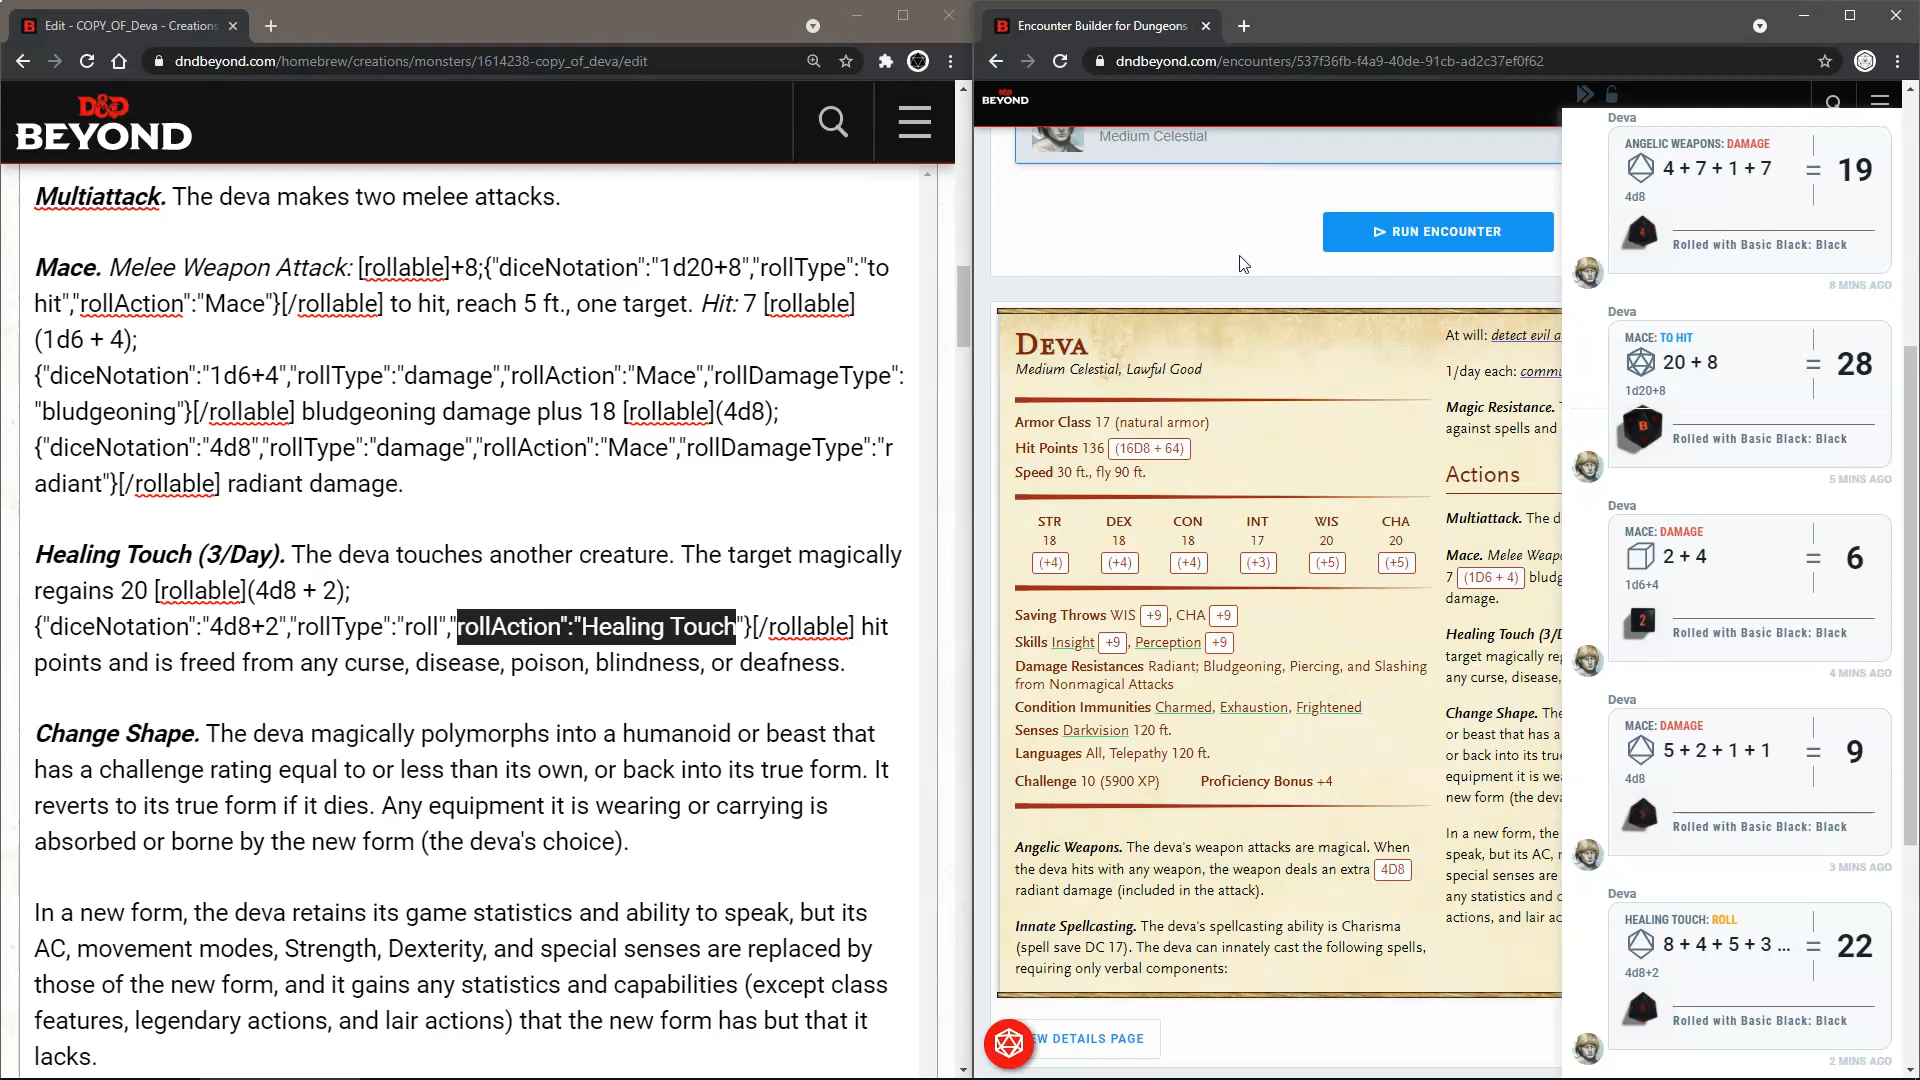 Edit - COPY_OF_Deva - Creations
dndbeyond.com/homebrew/creations/monsters/1614238-copy_of_deva/edit
D&D
BEYOND
Multiattack. The deva makes two melee attacks.
Mace. Melee Weapon Attack: [rollable]+8;{"diceNotation":"1d20+8","rollType":"to
hit","rollAction":"Mace"}[/rollable] to hit, reach 5 ft., one target. Hit: 7 [rollable]
(1d6 + 4);
{"diceNotation":"1d6+4","rollType":"damage","rollAction":"Mace","rollDamageType":
"bludgeoning"}[/rollable] bludgeoning damage plus 18 [rollable](4d8);
{"diceNotation":"4d8","rollType":"damage","rollAction":"Mace","rollDamageType":"r
adiant"}[/rollable] radiant damage.
Healing Touch (3/Day). The deva touches another creature. The target magically
regains 20 [rollable](4d8 + 2);
{"diceNotation":"4d8+2","rollType":"roll","rollAction":"Healing Touch"}[/rollable] hit
points and is freed from any curse, disease, poison, blindness, or deafness.
Change Shape. The deva magically polymorphs into a humanoid or beast that
has a challenge rating equal to or less than its own, or back into its true form. It
reverts to its true form if it dies. Any equipment it is wearing or carrying is
absorbed or borne by the new form (the deva's choice).
In a new form, the deva retains its game statistics and ability to speak, but its
AC, movement modes, Strength, Dexterity, and special senses are replaced by
those of the new form, and it gains any statistics and capabilities (except class
features, legendary actions, and lair actions) that the new form has but that it
lacks.
Encounter Builder for Dungeons
dndbeyond.com/encounters/537f36fb-f4a9-40de-91cb-ad2c37ef0f62
D&D
BEYOND
Medium Celestial
RUN ENCOUNTER
DEVA
Medium Celestial, Lawful Good
Armor Class 17 (natural armor)
Hit Points 136 (16D8 + 64)
Speed 30 ft., fly 90 ft.
STR DEX CON INT WIS CHA
18 18 18 17 20 20
(+4) (+4) (+4) (+3) (+5) (+5)
Saving Throws WIS +9 , CHA +9
Skills Insight +9 , Perception +9
Damage Resistances Radiant; Bludgeoning, Piercing, and Slashing
from Nonmagical Attacks
Condition Immunities Charmed, Exhaustion, Frightened
Senses Darkvision 120 ft.
Languages All, Telepathy 120 ft.
Challenge 10 (5900 XP) Proficiency Bonus +4
Angelic Weapons. The deva's weapon attacks are magical. When
the deva hits with any weapon, the weapon deals an extra 4D8
radiant damage (included in the attack).
Innate Spellcasting. The deva's spellcasting ability is Charisma
(spell save DC 17). The deva can innately cast the following spells,
requiring only verbal components:
At will: detect evil a
1/day each: commu
Magic Resistance.
against spells and
Actions
Multiattack. The d
Mace. Melee Weapo
7 (1D6 + 4) bludg
damage.
Healing Touch (3/D
target magically reg
any curse, disease,
Change Shape. The
or beast that has a
or back into its true
equipment it is wea
new form (the deva
In a new form, the
speak, but its AC, m
special senses are
any statistics and c
actions, and lair ac
EW DETAILS PAGE
Deva
ANGELIC WEAPONS: DAMAGE
4 + 7 + 1 + 7 = 19
4d8
4
Rolled with Basic Black: Black
6 MINS AGO
Deva
MACE: TO HIT
20 + 8 = 28
1d20+8
Rolled with Basic Black: Black
5 MINS AGO
Deva
MACE: DAMAGE
2 + 4 = 6
1d6+4
2
Rolled with Basic Black: Black
4 MINS AGO
Deva
MACE: DAMAGE
5 + 2 + 1 + 1 = 9
4d8
5
Rolled with Basic Black: Black
3 MINS AGO
Deva
HEALING TOUCH: ROLL
8 + 4 + 5 + 3 ... = 22
4d8+2
Rolled with Basic Black: Black
2 MINS AGO